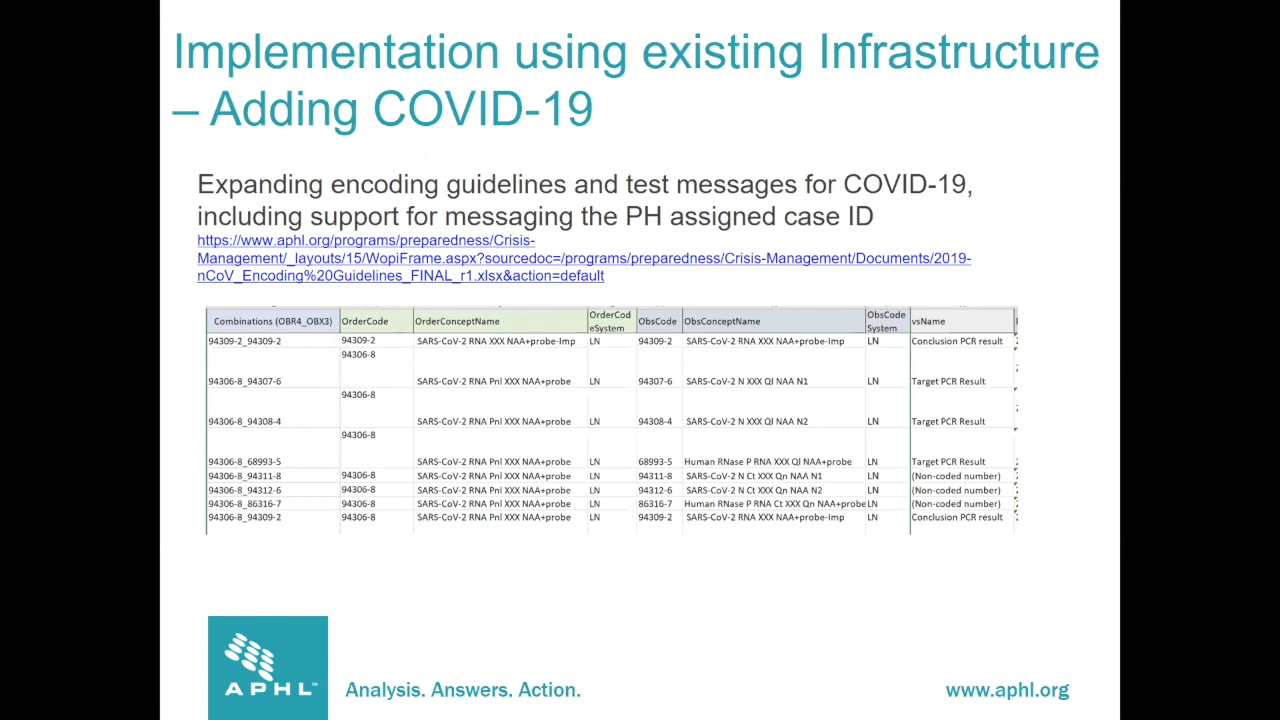 Implementation using existing Infrastructure
– Adding COVID-19
Expanding encoding guidelines and test messages for COVID-19,
including support for messaging the PH assigned case ID
https://www.aphl.org/programs/preparedness/Crisis-
Management/_layouts/15/WopiFrame.aspx?sourcedoc=/programs/preparedness/Crisis-Management/Documents/2019-
nCoV_Encoding%20Guidelines_FINAL_r1.xlsx&action=default
Combinations (OBR4_OBX3) OrderCode OrderConceptName OrderCod eSystem ObsCode ObsConceptName ObsCode System vsName
94309-2_94309-2 94309-2 SARS-CoV-2 RNA XXX NAA+probe-Imp LN 94309-2 SARS-CoV-2 RNA XXX NAA+probe-Imp LN Conclusion PCR result
94306-8_94307-6 94306-8 SARS-CoV-2 RNA Pnl XXX NAA+probe LN 94307-6 SARS-CoV-2 N XXX Ql NAA N1 LN Target PCR Result
94306-8_94308-4 94306-8 SARS-CoV-2 RNA Pnl XXX NAA+probe LN 94308-4 SARS-CoV-2 N XXX Ql NAA N2 LN Target PCR Result
94306-8_68993-5 94306-8 SARS-CoV-2 RNA Pnl XXX NAA+probe LN 68993-5 Human RNase P RNA XXX Ql NAA+probe LN Target PCR Result
94306-8_94311-8 94306-8 SARS-CoV-2 RNA Pnl XXX NAA+probe LN 94311-8 SARS-CoV-2 N Ct XXX Qn NAA N1 LN (Non-coded number)
94306-8_94312-6 94306-8 SARS-CoV-2 RNA Pnl XXX NAA+probe LN 94312-6 SARS-CoV-2 N Ct XXX Qn NAA N2 LN (Non-coded number)
94306-8_86316-7 94306-8 SARS-CoV-2 RNA Pnl XXX NAA+probe LN 86316-7 Human RNase P RNA Ct XXX Qn NAA+probe LN (Non-coded number)
94306-8_94309-2 94306-8 SARS-CoV-2 RNA Pnl XXX NAA+probe LN 94309-2 SARS-CoV-2 RNA XXX NAA+probe-Imp LN Conclusion PCR result
APHL™ Analysis. Answers. Action. www.aphl.org